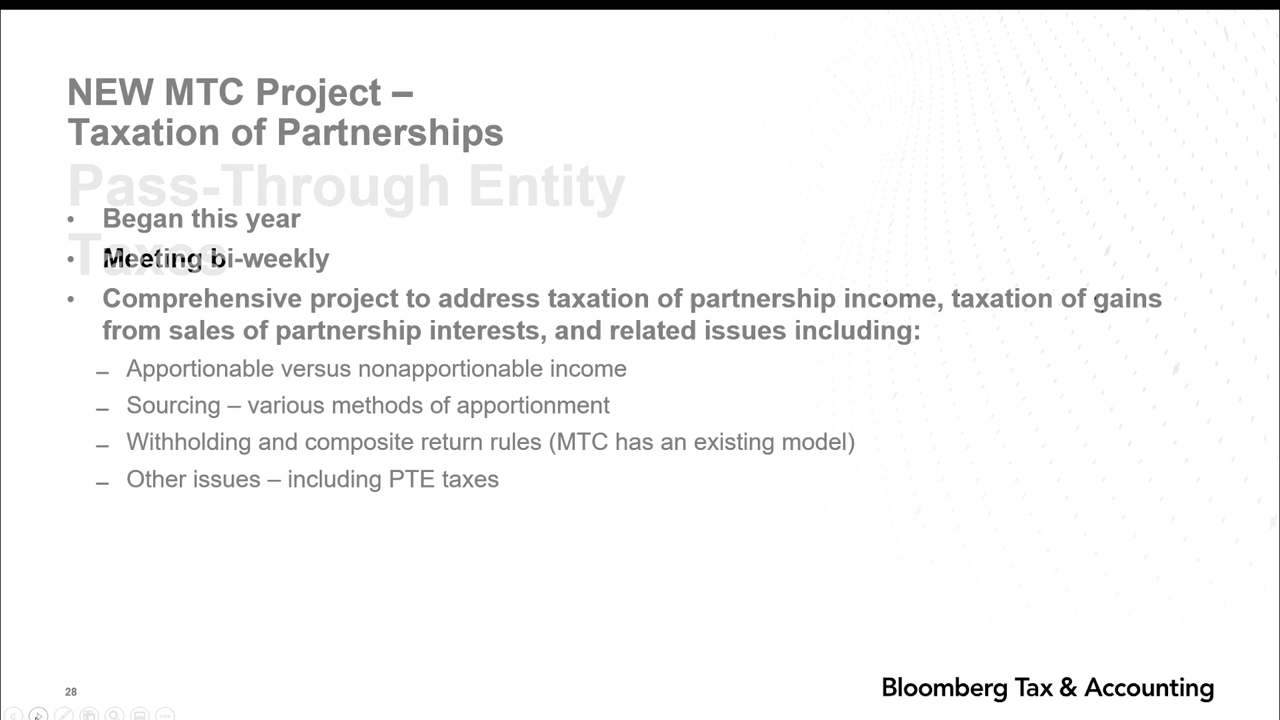 NEW MTC Project –
Taxation of Partnerships
Pass-Through Entity
Taxes
• Began this year
• Meeting bi-weekly
• Comprehensive project to address taxation of partnership income, taxation of gains
from sales of partnership interests, and related issues including:
– Apportionable versus nonapportionable income
– Sourcing – various methods of apportionment
– Withholding and composite return rules (MTC has an existing model)
– Other issues – including PTE taxes
28
Bloomberg Tax & Accounting